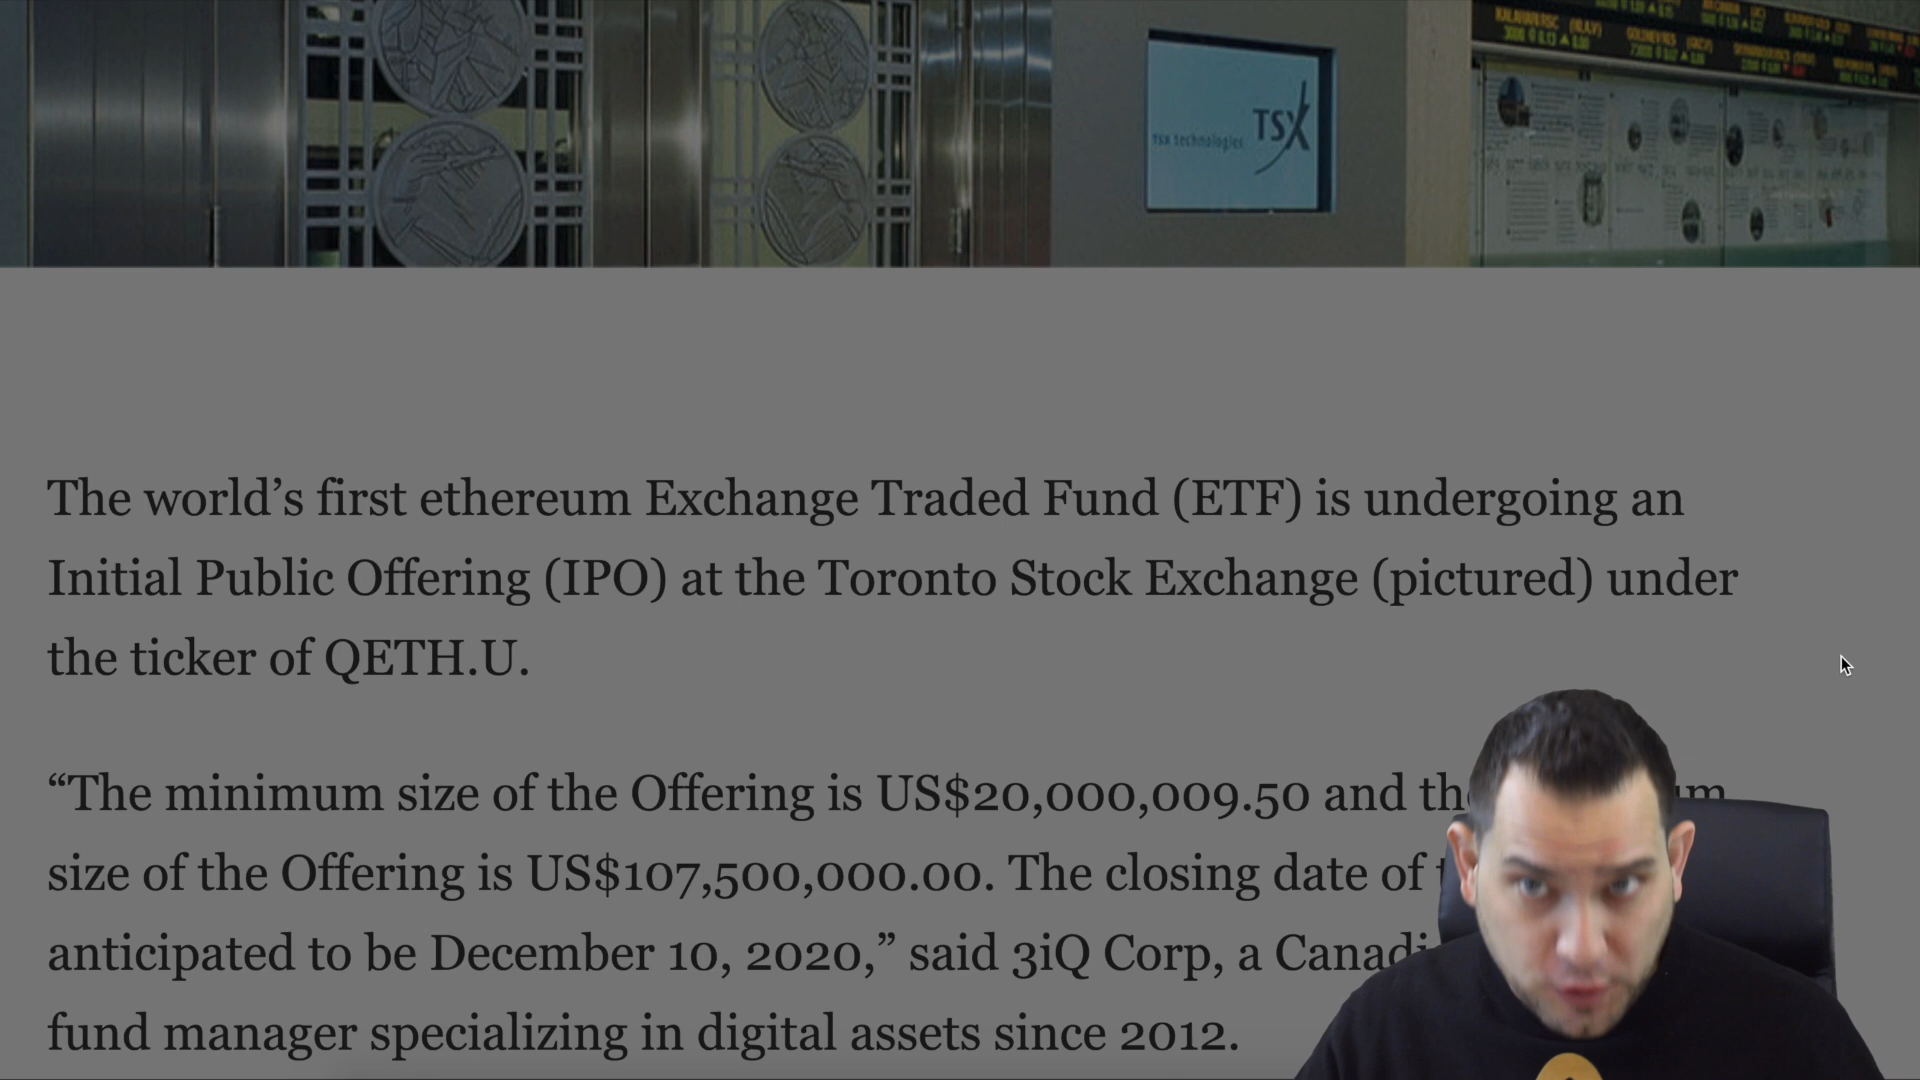 TSX
TSX technologies
The world’s first ethereum Exchange Traded Fund (ETF) is undergoing an
Initial Public Offering (IPO) at the Toronto Stock Exchange (pictured) under
the ticker of QETH.U.
“The minimum size of the Offering is US$20,000,009.50 and
size of the Offering is US$107,500,000.00. The closing date of
anticipated to be December 10, 2020,” said 3iQ Corp, a
fund manager specializing in digital assets since 2012.